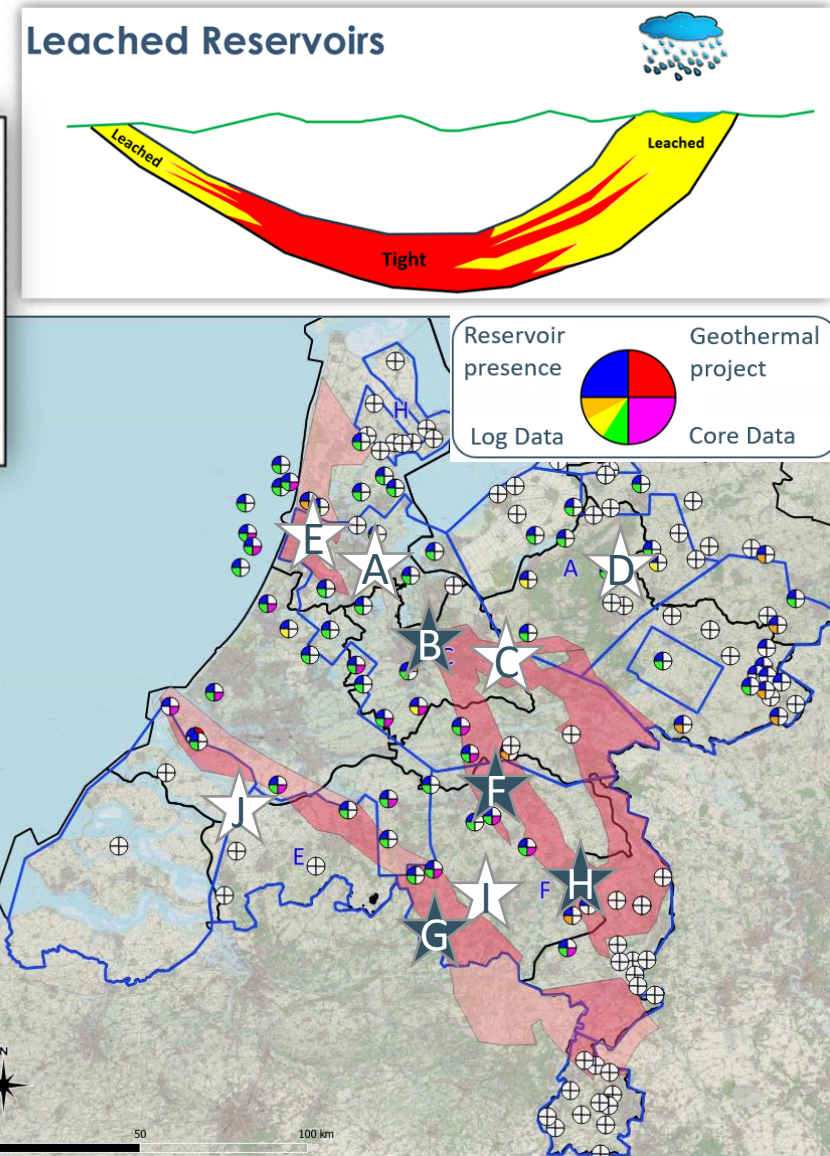 Leached Reservoirs
Leached
Leached
Tight
Reservoir presence
Geothermal project
Log Data
Core Data
H
E
A
A
D
B
C
C
F
J
E
I
F
H
G
N
50
100 km